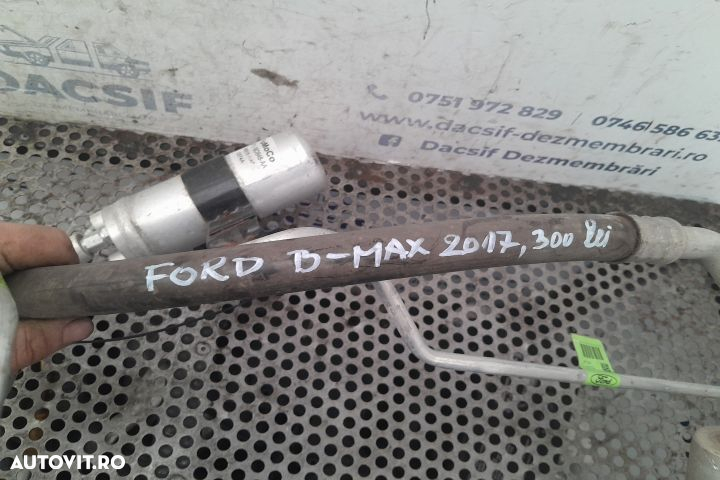 DACSIF
0751 972 829 / 0746 586 63
www.dacsif-dezmembrari.ro
Dacsif Dezmembrări
FORD B-MAX 2017, 300 lei
Ford
AUTOVIT.RO